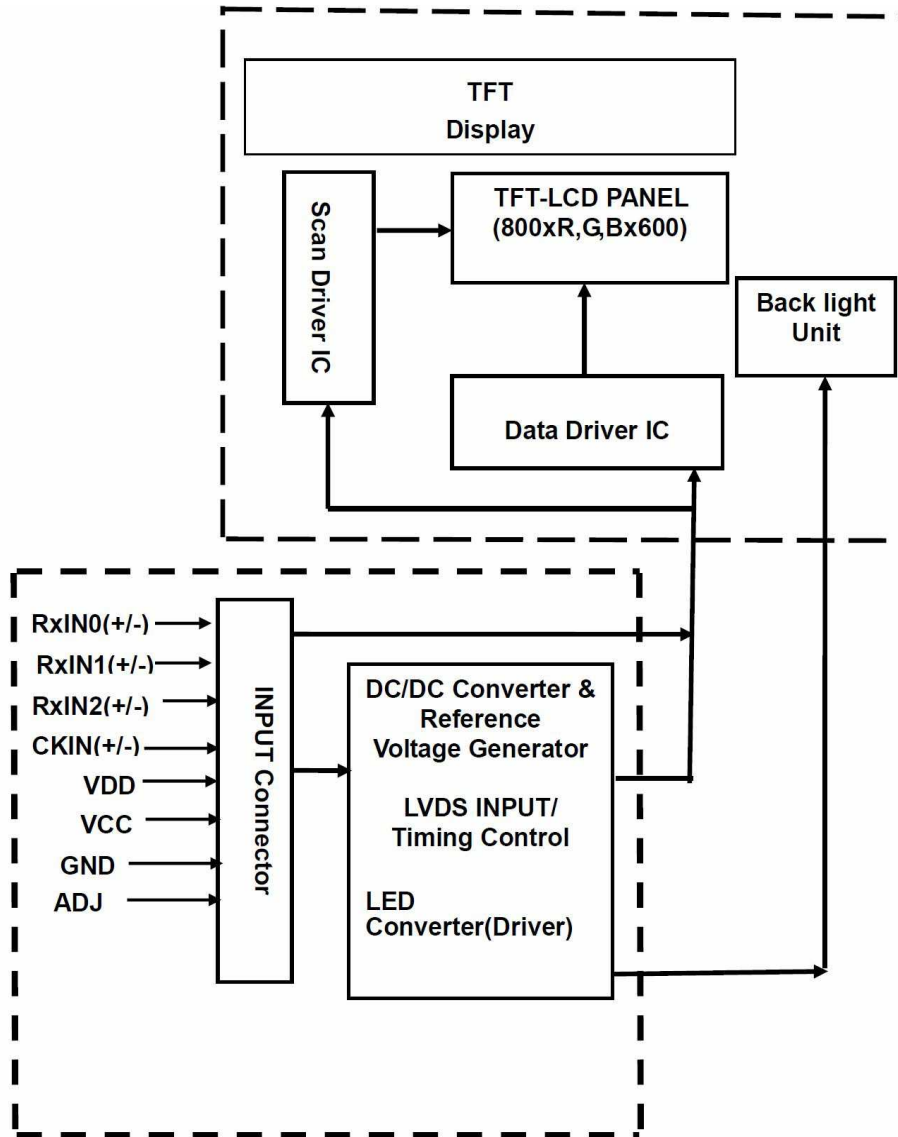 TFT
Display
Scan Driver IC
TFT-LCD PANEL
(800xR,G,Bx600)
Back light
Unit
Data Driver IC
RxIN0(+/-)
RxIN1(+/-)
RxIN2(+/-)
CKIN(+/-)
VDD
VCC
GND
ADJ
INPUT Connector
DC/DC Converter &
Reference
Voltage Generator
LVDS INPUT/
Timing Control
LED
Converter(Driver)